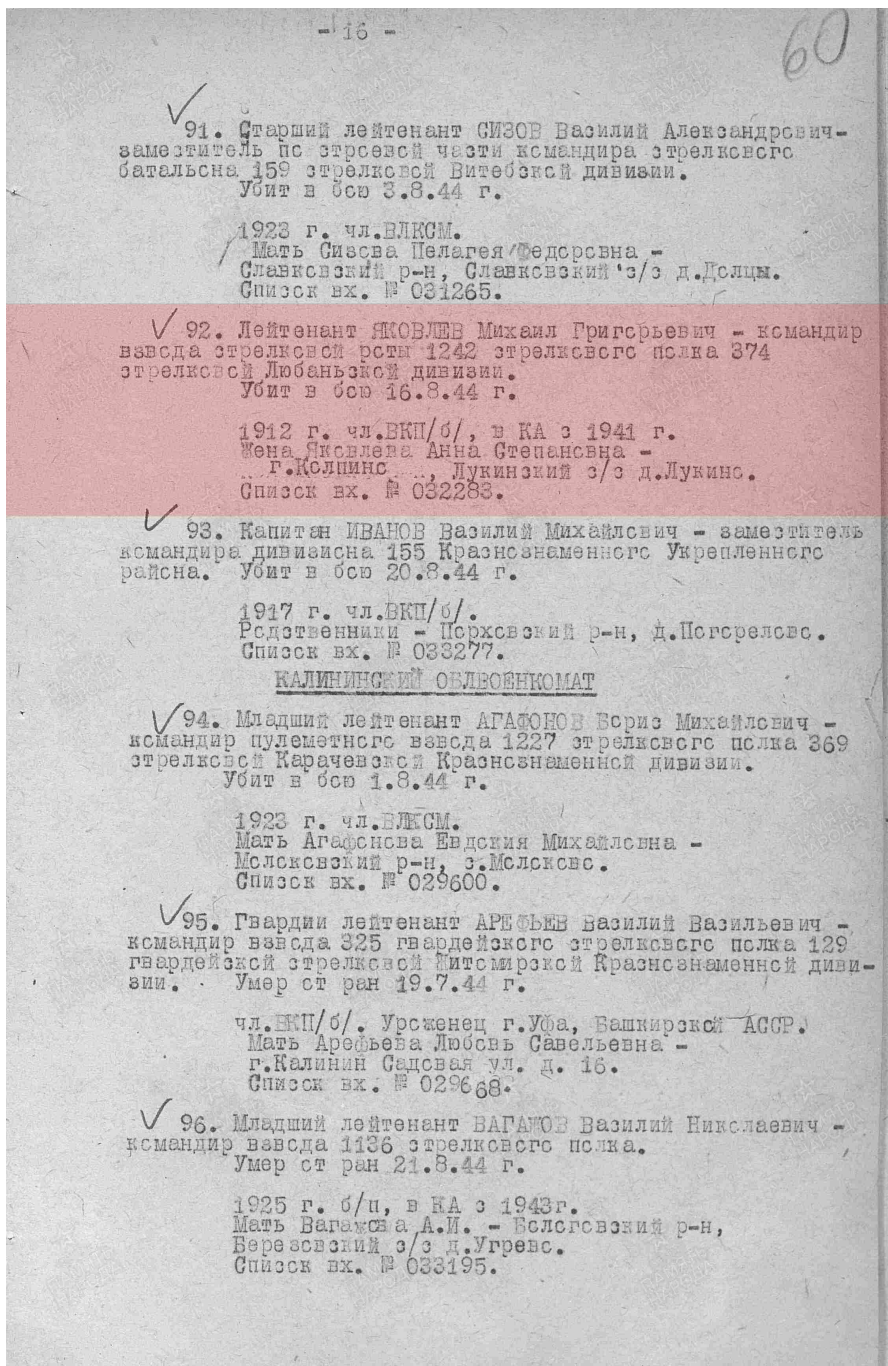 - 16 -
60
91. Старший лейтенант СИЗОВ Василий Александрович-
заместитель по строевой части командира стрелкового
батальона 159 стрелковой Витебской дивизии.
Убит в бою 3.8.44 г.
1923 г. чл.ВЛКСМ.
Мать Сизова Пелагея Федоровна -
Славковский р-н, Славковский с/с д.Долцы.
Список вх. № 031265.
92. Лейтенант ЯКОВЛЕВ Михаил Григорьевич - командир
взвода стрелковой роты 1242 стрелкового полка 374
стрелковой Любаньской дивизии.
Убит в бою 16.8.44 г.
1912 г. чл.ВКП/б/, в КА с 1941 г.
Жена Яковлева Анна Степановна -
г.Колпино, Лукинский с/с д.Лукино.
Список вх. № 032283.
93. Капитан ИВАНОВ Василий Михайлович - заместитель
командира дивизиона 155 Краснознаменного Укрепленного
района. Убит в бою 20.8.44 г.
1917 г. чл.ВКП/б/.
Родственники - Порховский р-н, д.Погорелово.
Список вх. № 033277.
КАЛИНИНСКИЙ ОБЛВОЕНКОМАТ
94. Младший лейтенант АГАФОНОВ Борис Михайлович -
командир пулеметного взвода 1227 стрелкового полка 369
стрелковой Карачевской Краснознаменной дивизии.
Убит в бою 1.8.44 г.
1923 г. чл.ВЛКСМ.
Мать Агафонова Евдокия Михайловна -
Молоковский р-н, с.Молоково.
Список вх. № 029600.
95. Гвардии лейтенант АРЕФЬЕВ Василий Васильевич -
командир взвода 325 гвардейского стрелкового полка 129
гвардейской стрелковой Житомирской Краснознаменной диви-
зии. Умер от ран 19.7.44 г.
чл.ВКП/б/. Уроженец г.Уфа, Башкирской АССР.
Мать Арефьева Любовь Савельевна -
г.Калинин Садовая ул. д. 16.
Список вх. № 029668.
96. Младший лейтенант ВАГАНОВ Василий Николаевич -
командир взвода 1136 стрелкового полка.
Умер от ран 21.8.44 г.
1925 г. б/п, в КА с 1943г.
Мать Ваганова А.И. - Бологовский р-н,
Березовский с/с д.Угрево.
Список вх. № 033195.